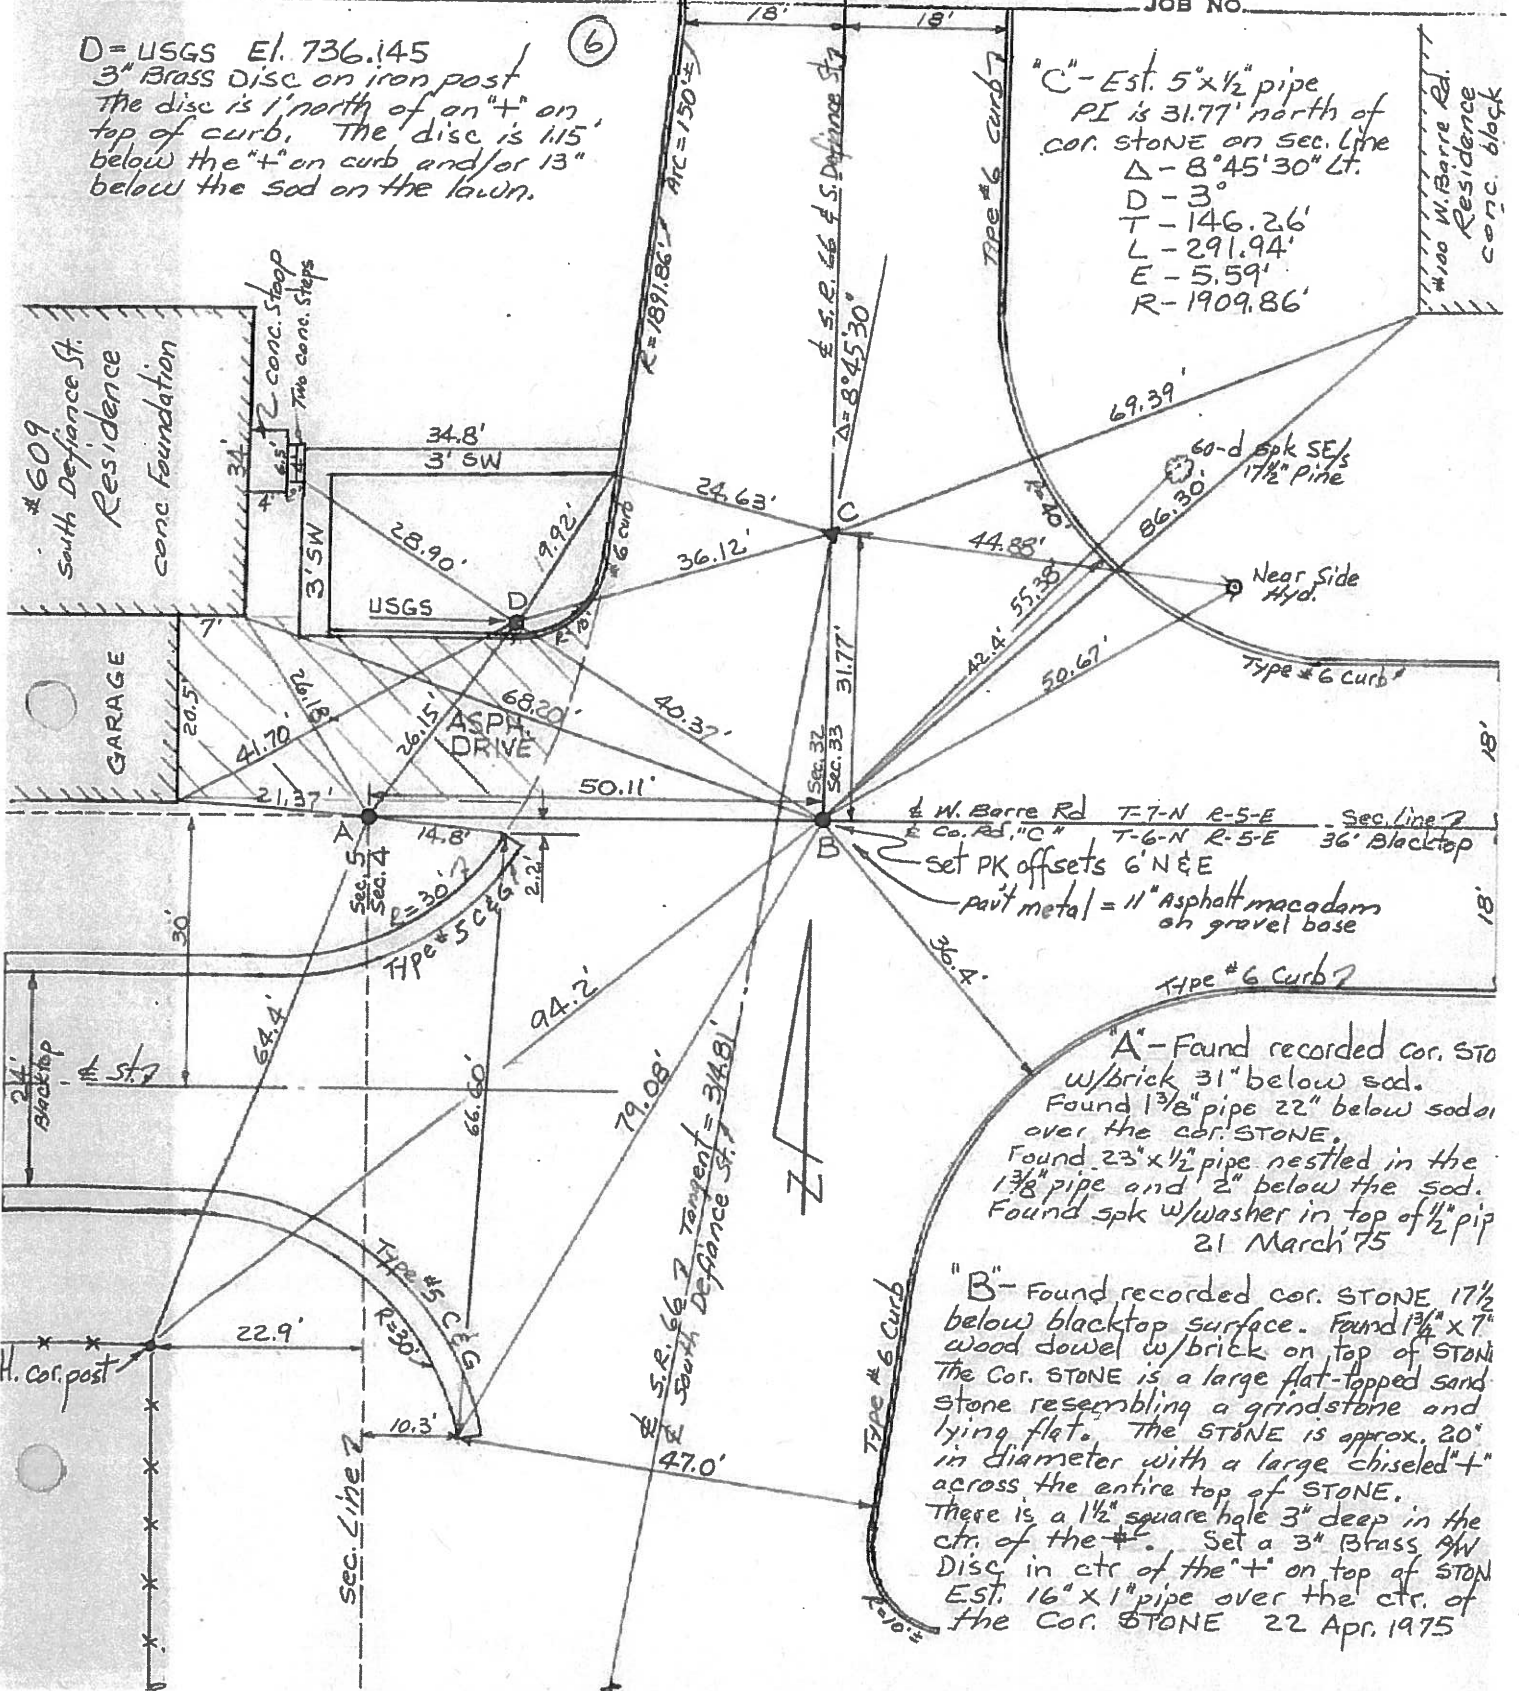 JOB NO.
6
D = USGS El. 736.145
3" Brass Disc on iron post
The disc is 1' north of an "+" on
top of curb. The disc is 1.15'
below the "+" on curb and/or 13"
below the sod on the lawn.
18'
18'
"C" - Est. 5" x ½" pipe
PI is 31.77' north of
cor. STONE on sec. line
Δ - 8°45'30" Lt.
D - 3°
T - 146.26'
L - 291.94'
E - 5.59'
R - 1909.86'
#100 W. Barre Rd.
Residence
conc. block
R=1891.86' Arc=150'±
℄ S.R. 66 & S. Defiance St.
Type #6 curb
Δ=8°45'30"
#609
South Defiance St.
Residence
conc Foundation
34'
conc. Stoop
Two conc. Steps
6.5'
4'
4'
34.8'
3' SW
3' SW
28.90'
19.92'
#6 curb
24.63'
36.12'
C
69.39'
60-d spk SE/s
17½" Pine
R=40'
86.30'
44.88'
55.38'
42.4'
Near Side
Hyd.
50.67'
Type #6 curb
USGS
D
7'
GARAGE
20.5'
26.18'
41.70'
26.15'
68.20'
ASPH.
DRIVE
40.37'
31.77'
Sec. 32
Sec. 33
21.37'
50.11'
A
14.8'
B
℄ W. Barre Rd T-7-N R-5-E Sec. Line
℄ Co. Rd. "C" T-6-N R-5-E 36' Blacktop
18'
18'
set PK offsets 6' N & E
pav't metal = 11" Asphalt macadam
on gravel base
Sec. 5
Sec. 4
R=30'
2.2'
Type #5 C & G
30'
36.4'
Type #6 Curb
94.2'
64.4'
24'
Blacktop
℄ St.
66.60'
79.08'
Tangent = 314.81'
℄ S.R. 66
℄ South Defiance St.
"A" - Found recorded cor. STO
w/brick 31" below sod.
Found 1 3/8" pipe 22" below sod
over the cor. STONE.
Found 23" x ½" pipe nestled in the
1 3/8" pipe and 2" below the sod.
Found spk w/washer in top of ½" pip
21 March '75
Type #5 C & G
R=30'
22.9'
H. cor. post
10.3'
47.0'
sec. Line
Type #6 Curb
R=10'±
"B" - Found recorded cor. STONE 17½
below blacktop surface. Found 1¾" x 7"
wood dowel w/brick on top of STON
The Cor. STONE is a large flat-topped sand
stone resembling a grindstone and
lying flat. The STONE is approx. 20"
in diameter with a large chiseled "+"
across the entire top of STONE.
There is a 1½" square hole 3" deep in the
ctr. of the +. Set a 3" Brass
Disc in ctr of the "+" on top of STON
Est. 16" x 1" pipe over the ctr. of
the Cor. STONE 22 Apr. 1975